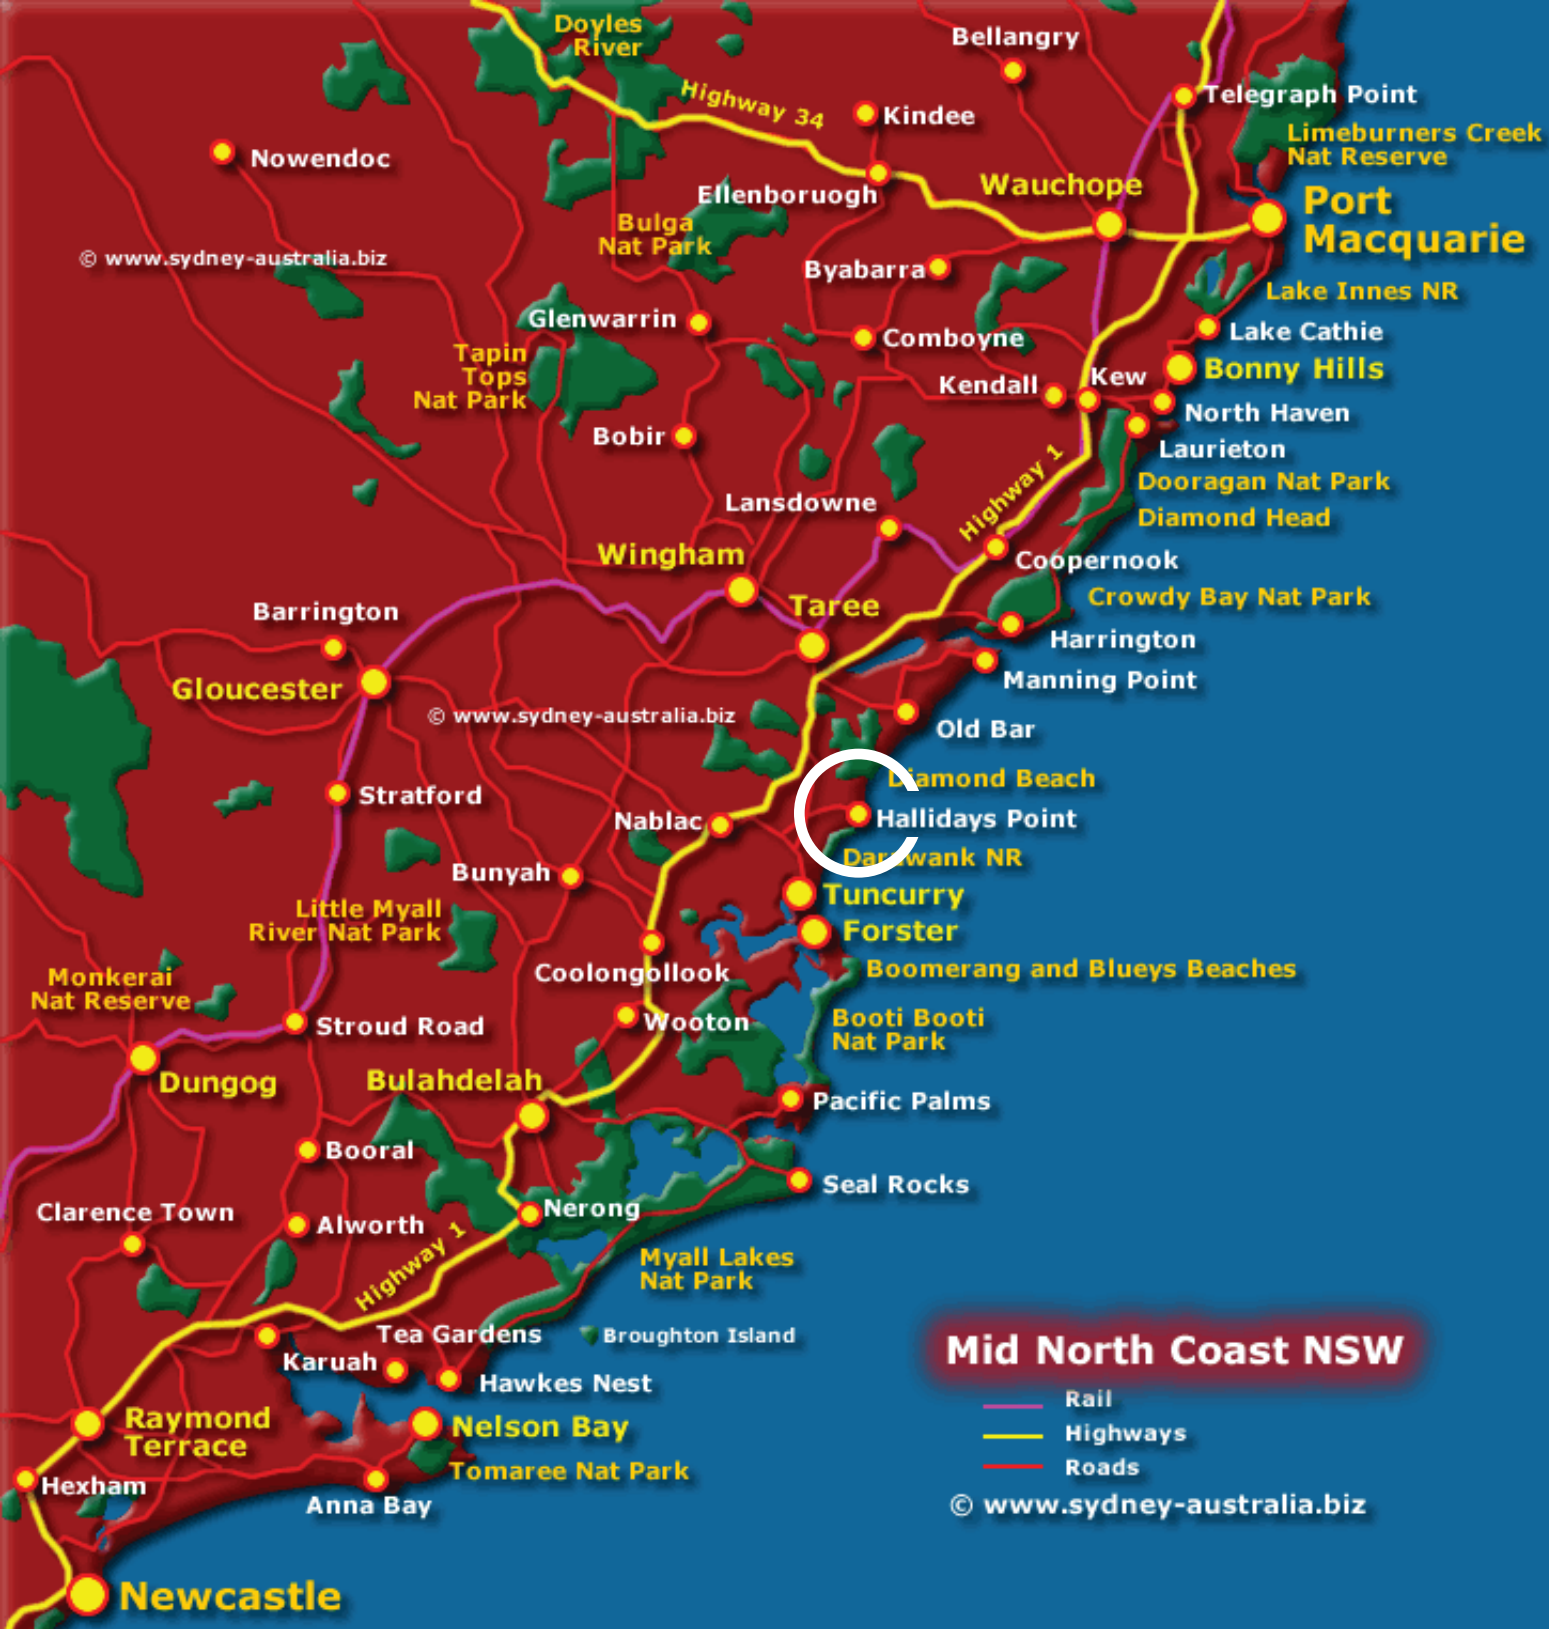 Doyles
River
Bellangry
Highway 34
Kindee
Telegraph Point
Limeburners Creek
Nat Reserve
Nowendoc
Ellenboruogh
Wauchope
Port
Macquarie
Bulga
Nat Park
© www.sydney-australia.biz
Byabarra
Lake Innes NR
Glenwarrin
Comboyne
Lake Cathie
Tapin
Tops
Nat Park
Kendall
Kew
Bonny Hills
North Haven
Bobir
Laurieton
Highway 1
Dooragan Nat Park
Lansdowne
Diamond Head
Wingham
Coopernook
Crowdy Bay Nat Park
Barrington
Taree
Harrington
Gloucester
Manning Point
© www.sydney-australia.biz
Old Bar
Diamond Beach
Stratford
Nablac
Hallidays Point
Darawank NR
Bunyah
Tuncurry
Little Myall
River Nat Park
Forster
Coolongollook
Boomerang and Blueys Beaches
Monkerai
Nat Reserve
Stroud Road
Wooton
Booti Booti
Nat Park
Dungog
Bulahdelah
Pacific Palms
Booral
Seal Rocks
Clarence Town
Alworth
Nerong
Highway 1
Myall Lakes
Nat Park
Tea Gardens
Broughton Island
Karuah
Hawkes Nest
Mid North Coast NSW
Rail
Highways
Roads
© www.sydney-australia.biz
Raymond
Terrace
Nelson Bay
Tomaree Nat Park
Hexham
Anna Bay
Newcastle